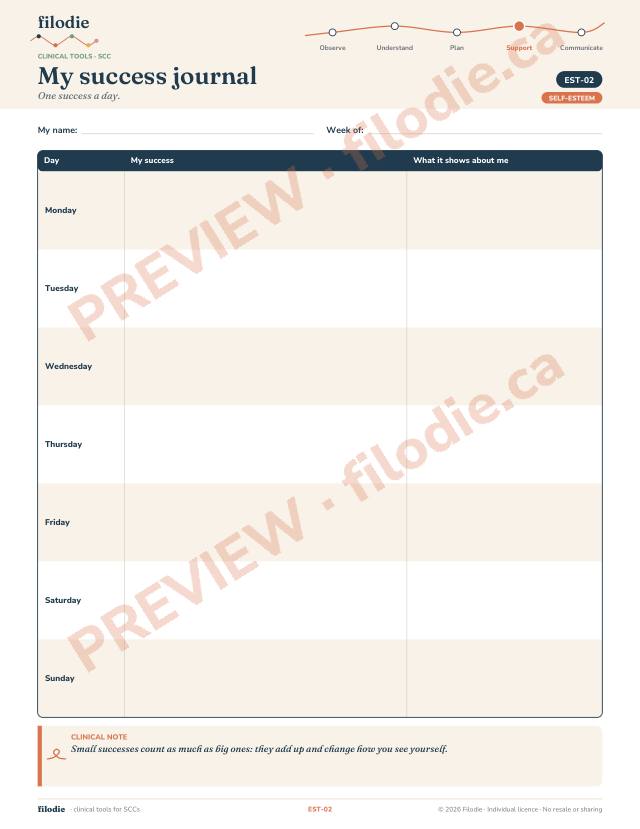 filodie
CLINICAL TOOLS · SCC
Observe Understand Plan Support Communicate
My success journal
One success a day.
EST-02
SELF-ESTEEM
My name: Week of:
Day My success What it shows about me
Monday
Tuesday
Wednesday
Thursday
Friday
Saturday
Sunday
PREVIEW · filodie.ca
PREVIEW · filodie.ca
CLINICAL NOTE
Small successes count as much as big ones: they add up and change how you see yourself.
filodie · clinical tools for SCCs EST-02 © 2026 Filodie · Individual licence · No resale or sharing